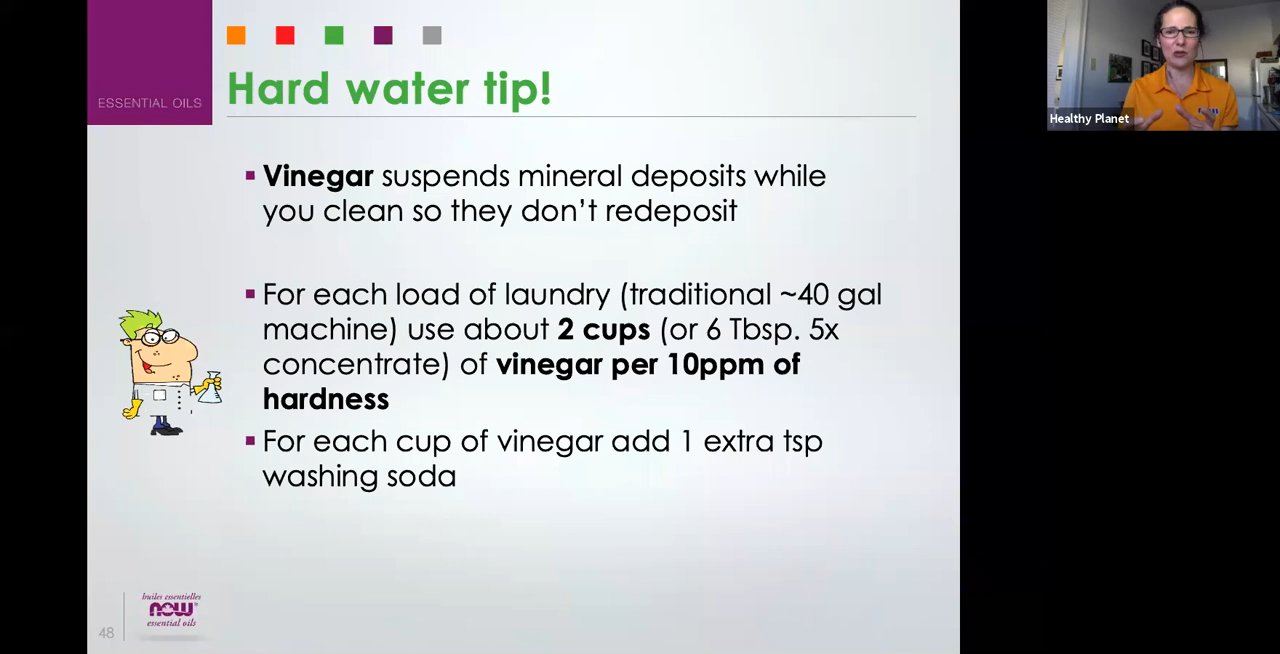 ESSENTIAL OILS
Hard water tip!
Vinegar suspends mineral deposits while
you clean so they don’t redeposit
For each load of laundry (traditional ~40 gal
machine) use about 2 cups (or 6 Tbsp. 5x
concentrate) of vinegar per 10ppm of
hardness
For each cup of vinegar add 1 extra tsp
washing soda
48
huiles essentielles
now
essential oils
Healthy Planet